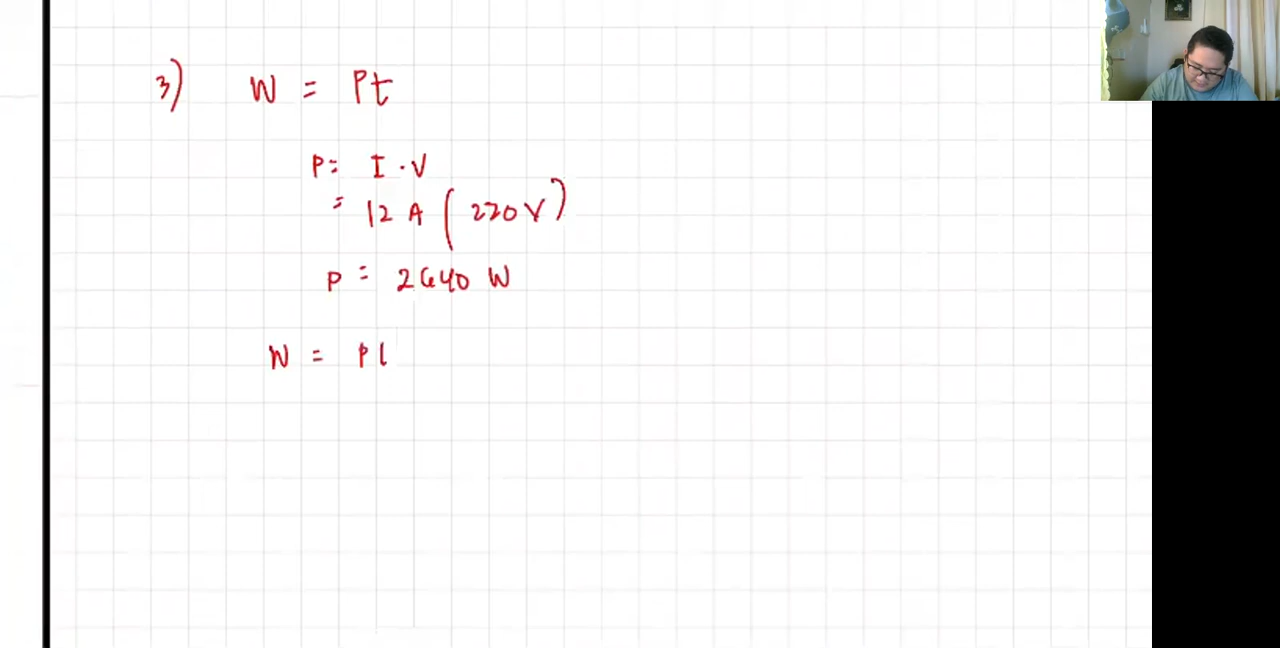 3) W = Pt
P = I · V
= 12 A ( 220 V )
P = 2640 W
W = P(